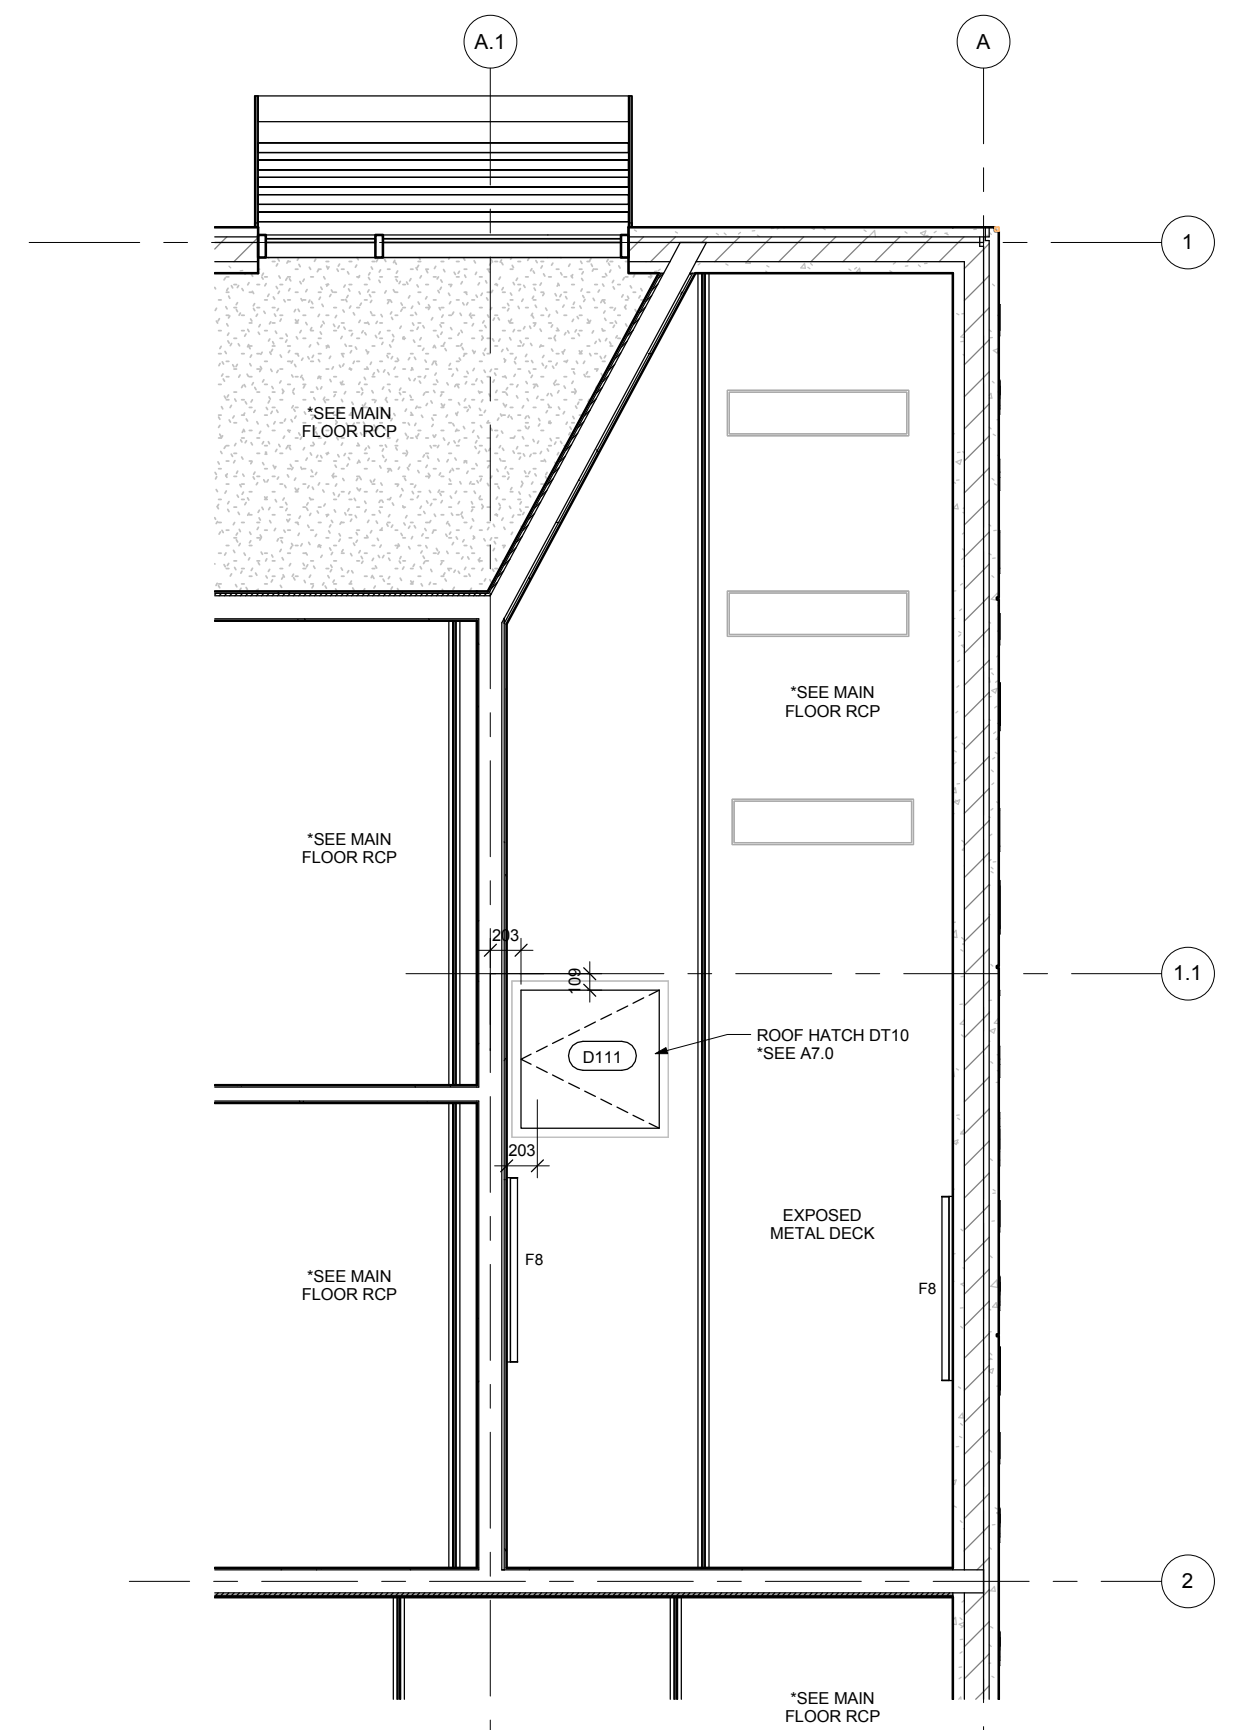 A.1
A
1
*SEE MAIN
FLOOR RCP
*SEE MAIN
FLOOR RCP
*SEE MAIN
FLOOR RCP
203
109
1.1
ROOF HATCH DT10
*SEE A7.0
D111
203
EXPOSED
METAL DECK
F8
F8
*SEE MAIN
FLOOR RCP
2
*SEE MAIN
FLOOR RCP